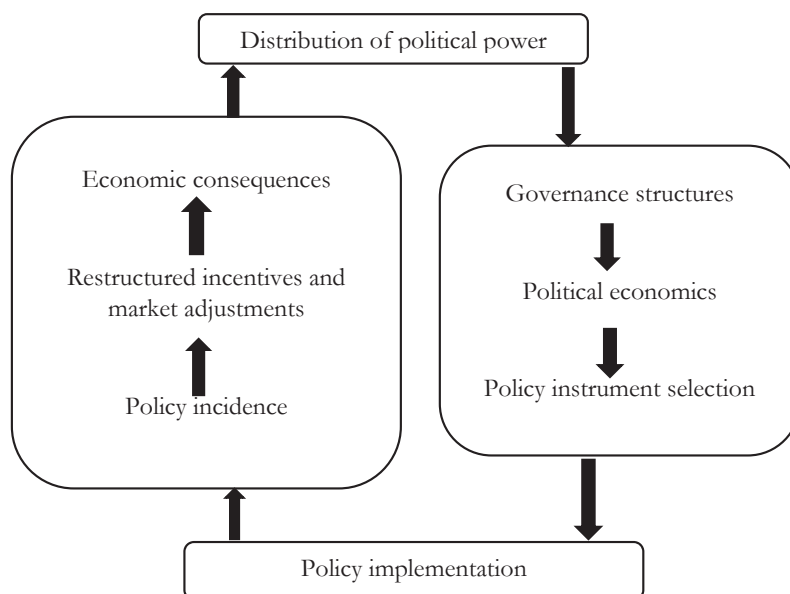 Distribution of political power
Economic consequences
Restructured incentives and
market adjustments
Policy incidence
Governance structures
Political economics
Policy instrument selection
Policy implementation